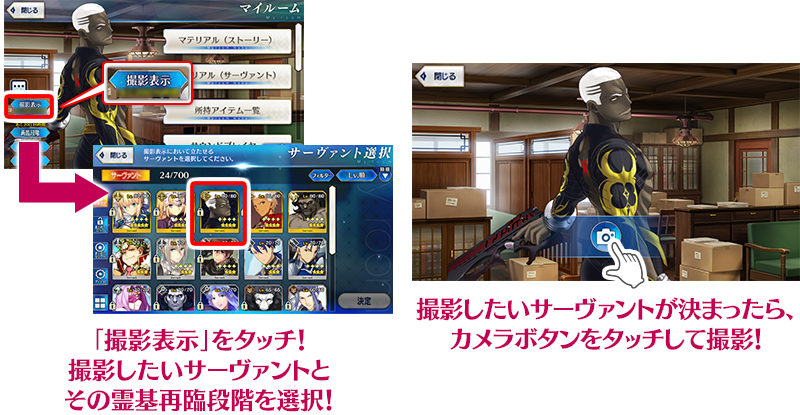 閉じる
マイルーム
マテリアル(ストーリー)
リアル(サーヴァント)
撮影表示
撮影表示
所持アイテム一覧
閉じる
撮影表示において立たせる
サーヴァントを選択してください。
サーヴァント選択
サーヴァント
24/700
フィルター
Lv.順
決定
「撮影表示」をタッチ!
撮影したいサーヴァントと
その霊基再臨段階を選択!
閉じる
撮影したいサーヴァントが決まったら、
カメラボタンをタッチして撮影!